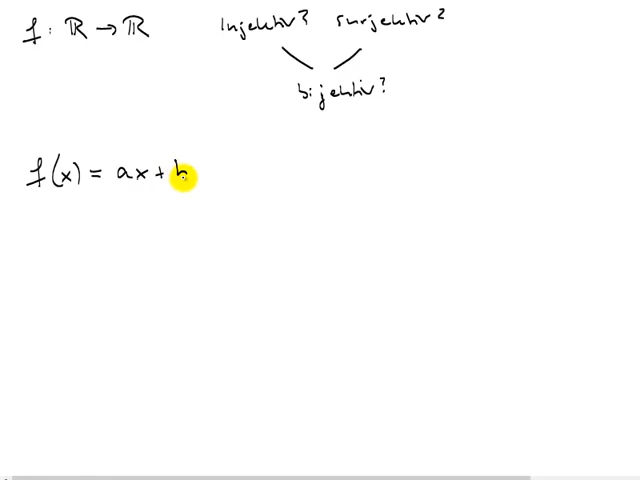 f : ℝ → ℝ injektiv? surjektiv?
bijektiv?
f(x) = ax + b